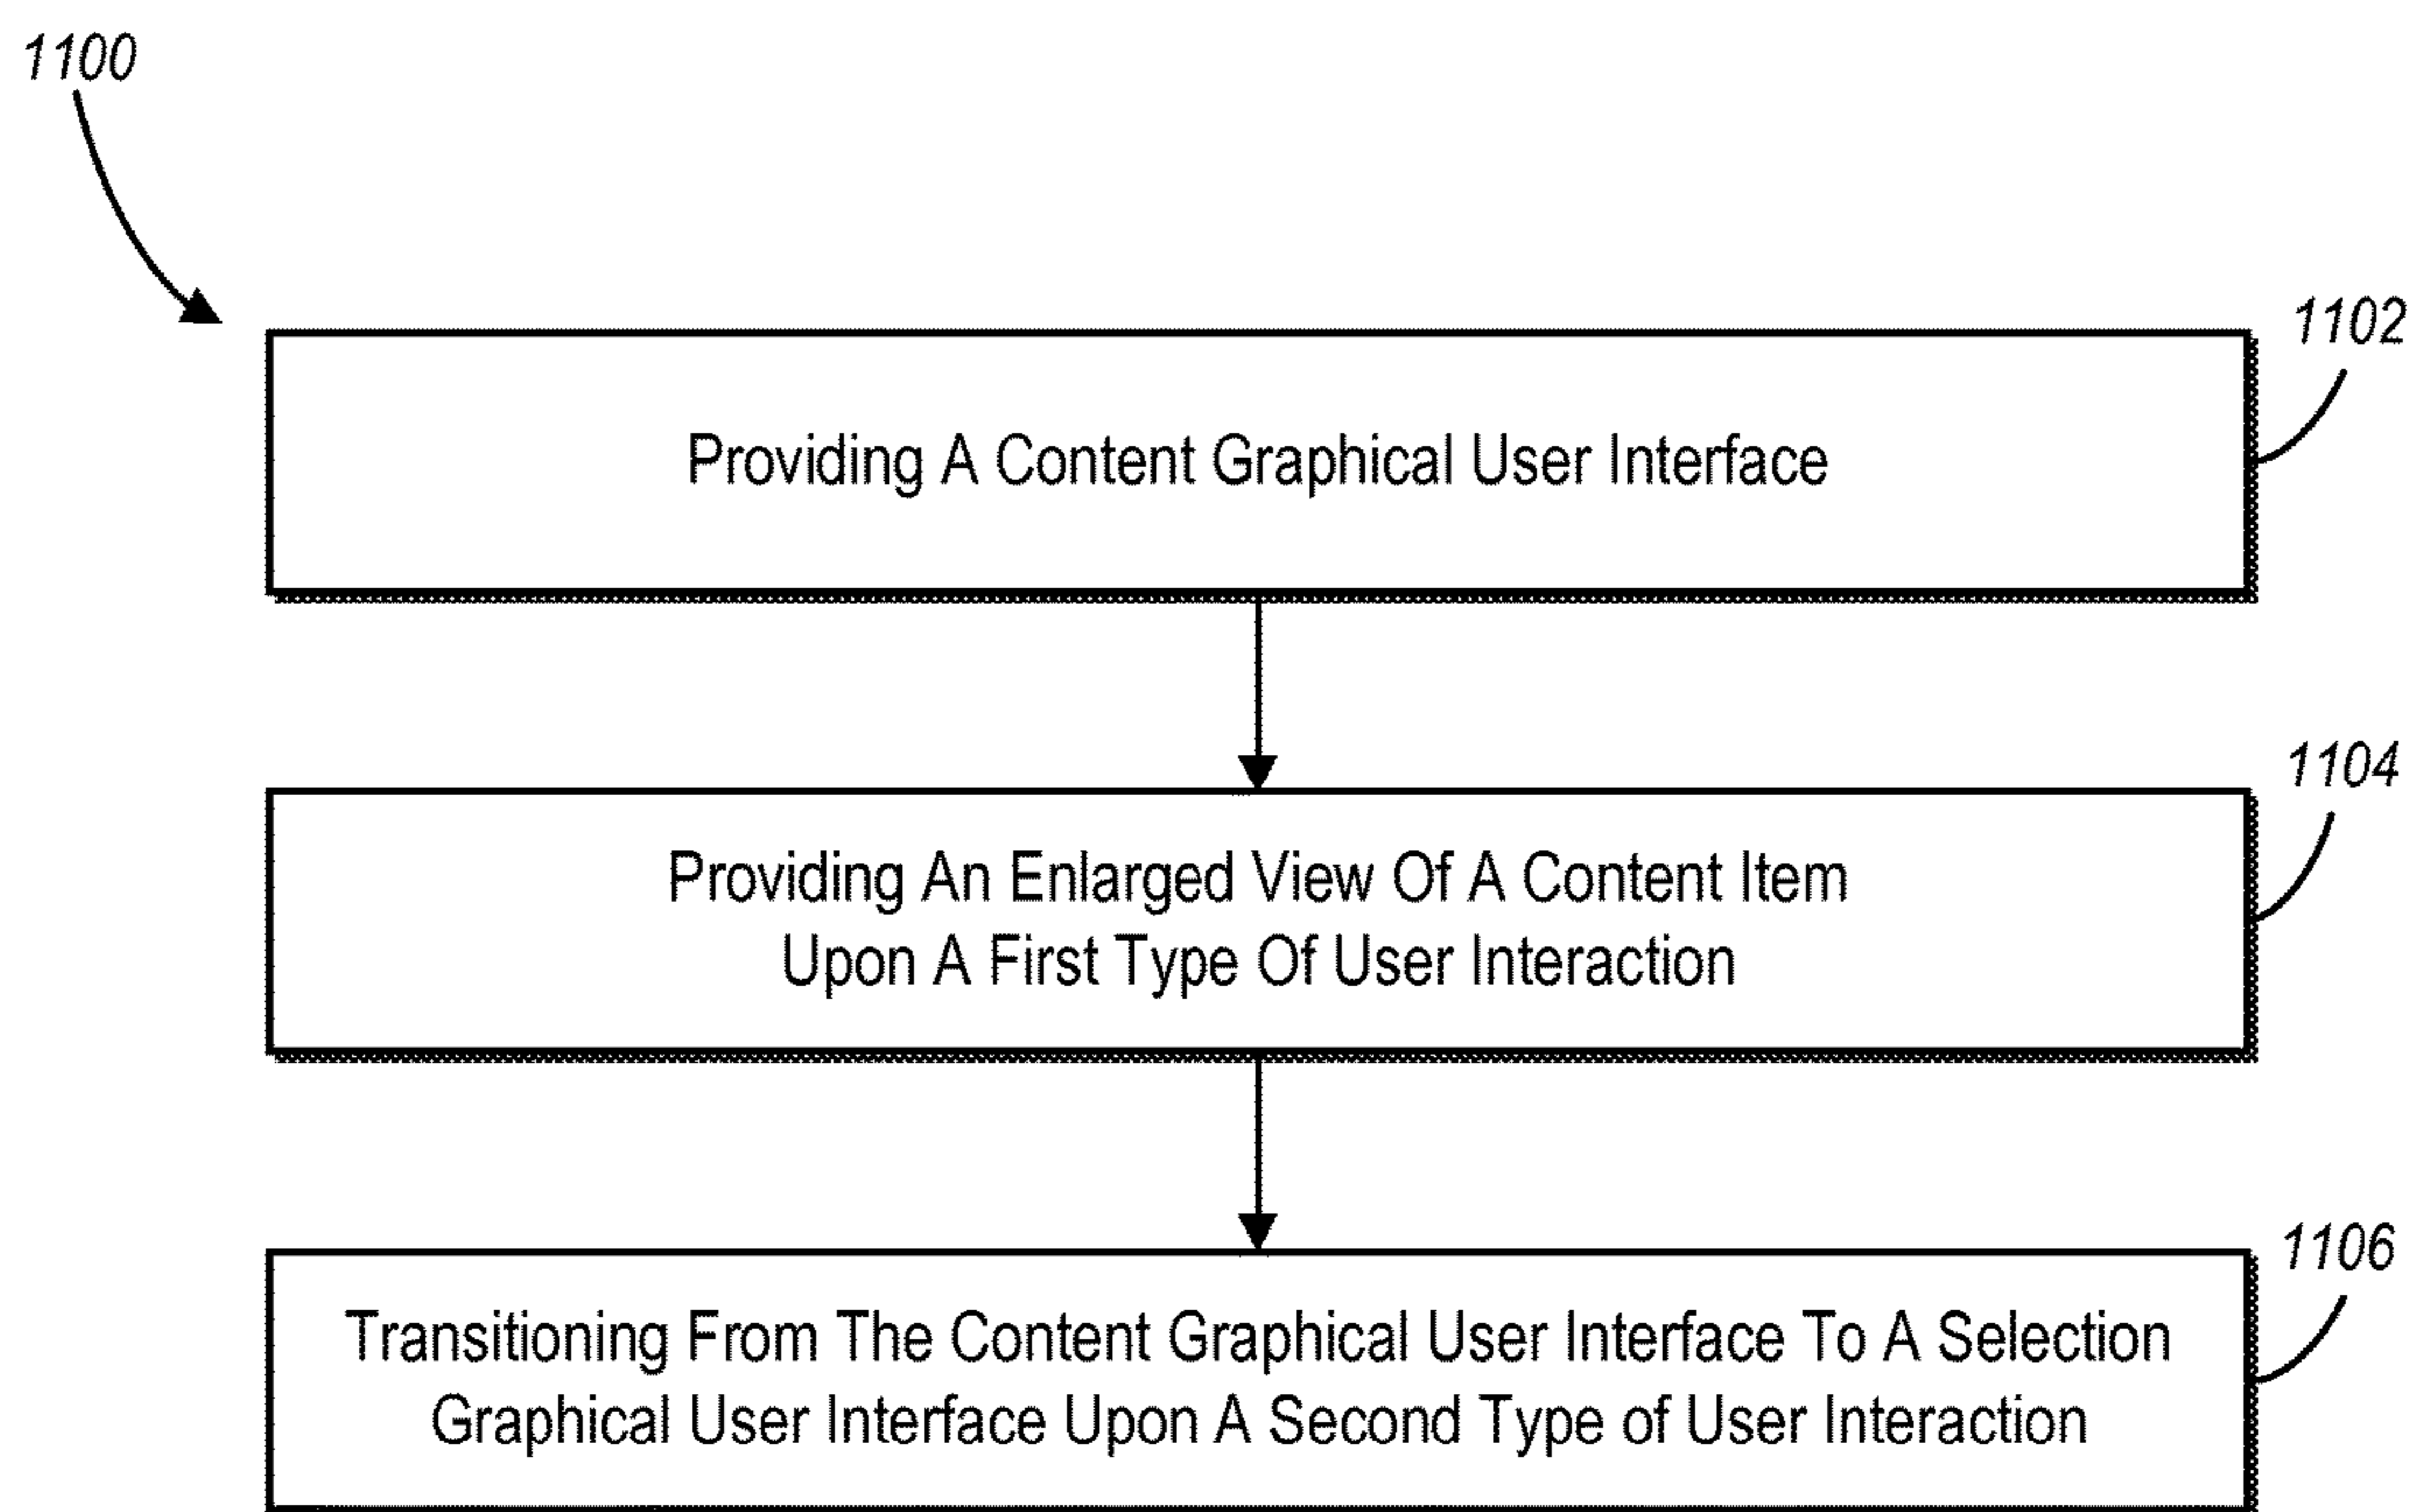 1100
1102
Providing A Content Graphical User Interface
1104
Providing An Enlarged View Of A Content Item
Upon A First Type Of User Interaction
1106
Transitioning From The Content Graphical User Interface To A Selection
Graphical User Interface Upon A Second Type of User Interaction